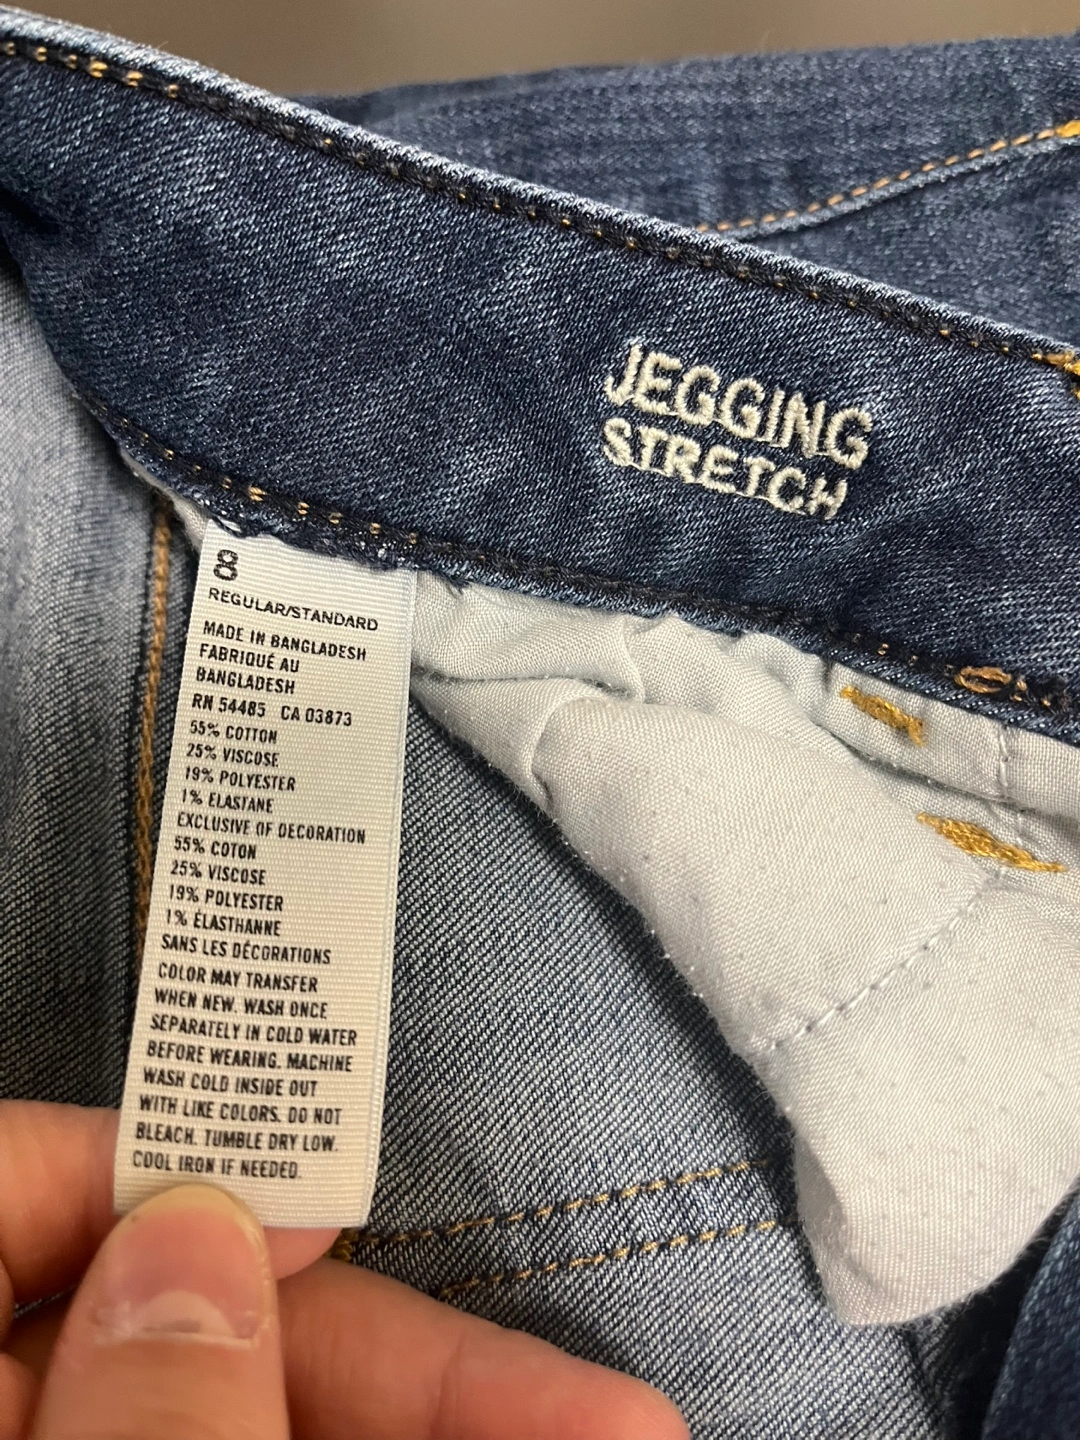 JEGGING
STRETCH
8
REGULAR/STANDARD
MADE IN BANGLADESH
FABRIQUÉ AU
BANGLADESH
RN 54485 CA 03873
55% COTTON
25% VISCOSE
19% POLYESTER
1% ELASTANE
EXCLUSIVE OF DECORATION
55% COTON
25% VISCOSE
19% POLYESTER
1% ÉLASTHANNE
SANS LES DÉCORATIONS
COLOR MAY TRANSFER
WHEN NEW. WASH ONCE
SEPARATELY IN COLD WATER
BEFORE WEARING. MACHINE
WASH COLD INSIDE OUT
WITH LIKE COLORS. DO NOT
BLEACH. TUMBLE DRY LOW.
COOL IRON IF NEEDED.